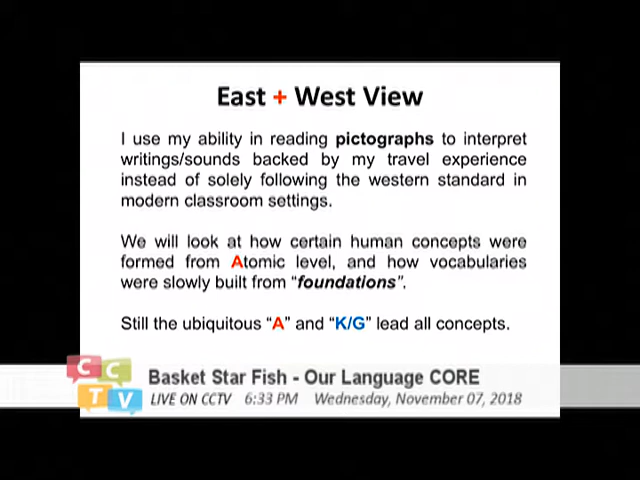 East + West View
I use my ability in reading pictographs to interpret
writings/sounds backed by my travel experience
instead of solely following the western standard in
modern classroom settings.
We will look at how certain human concepts were
formed from Atomic level, and how vocabularies
were slowly built from “foundations”.
Still the ubiquitous “A” and “K/G” lead all concepts.
CC
TV
Basket Star Fish - Our Language CORE
LIVE ON CCTV 6:33 PM Wednesday, November 07, 2018